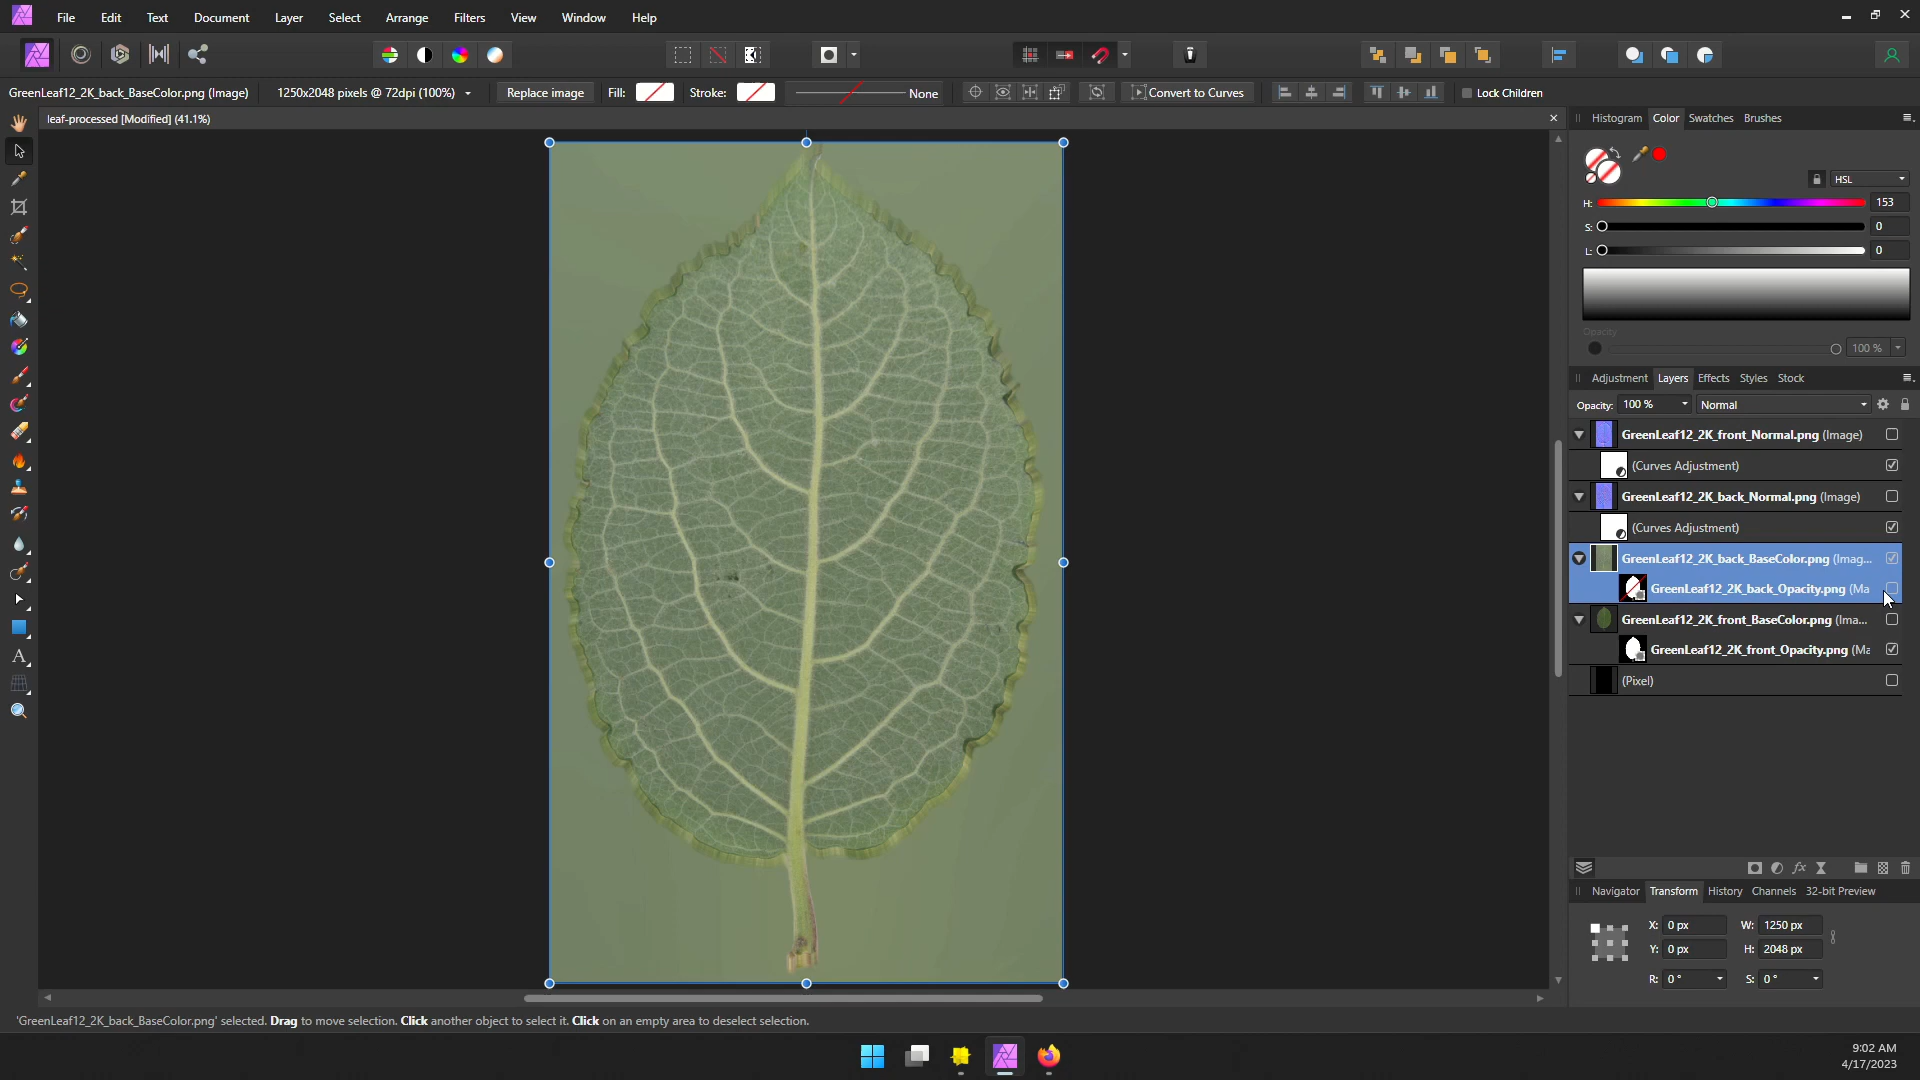 File Edit Text Document Layer Select Arrange Filters View Window Help
GreenLeaf12_2K_back_BaseColor.png (Image) 1250x2048 pixels @ 72dpi (100%) Replace image Fill: Stroke: None Convert to Curves Lock Children
leaf-processed [Modified] (41.1%)
Histogram Color Swatches Brushes
HSL
H: 153
S: 0
L: 0
Opacity
100 %
Adjustment Layers Effects Styles Stock
Opacity: 100 % Normal
GreenLeaf12_2K_front_Normal.png (Image)
(Curves Adjustment)
GreenLeaf12_2K_back_Normal.png (Image)
(Curves Adjustment)
GreenLeaf12_2K_back_BaseColor.png (Imag...
GreenLeaf12_2K_back_Opacity.png (Ma
GreenLeaf12_2K_front_BaseColor.png (Ima...
GreenLeaf12_2K_front_Opacity.png (Ma
(Pixel)
Navigator Transform History Channels 32-bit Preview
X: 0 px W: 1250 px
Y: 0 px H: 2048 px
R: 0° S: 0°
'GreenLeaf12_2K_back_BaseColor.png' selected. Drag to move selection. Click another object to select it. Click on an empty area to deselect selection.
9:02 AM
4/17/2023